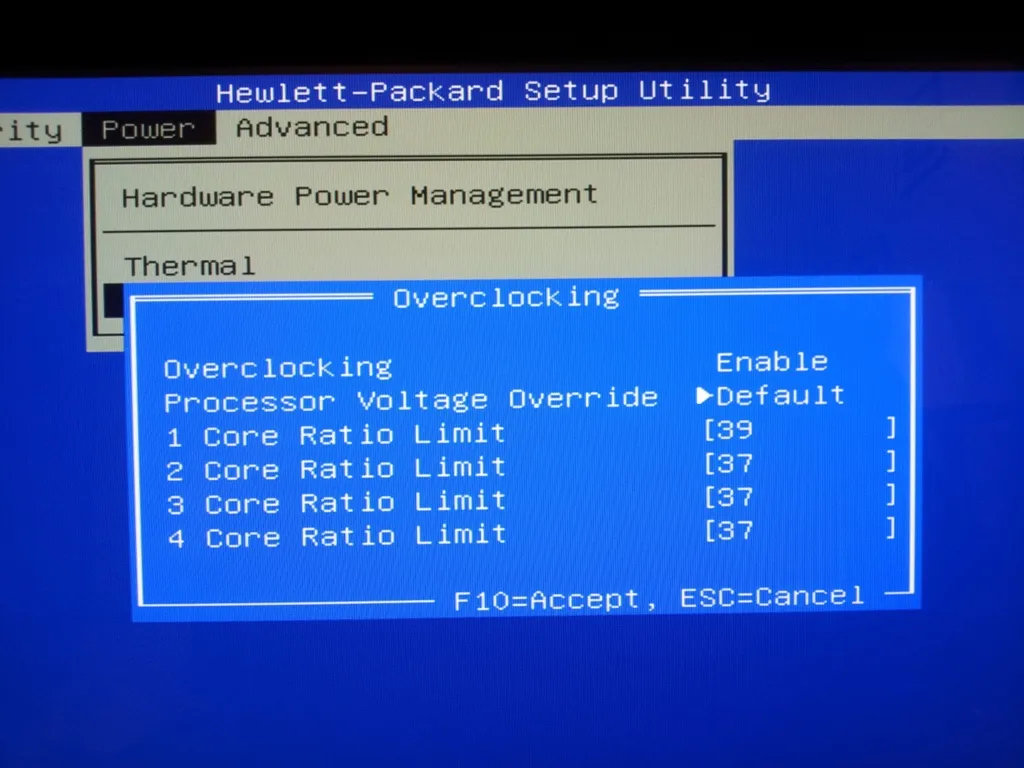 Hewlett-Packard Setup Utility
rity Power Advanced
Hardware Power Management
Thermal
Overclocking
Overclocking Enable
Processor Voltage Override ▶Default
1 Core Ratio Limit [39 ]
2 Core Ratio Limit [37 ]
3 Core Ratio Limit [37 ]
4 Core Ratio Limit [37 ]
F10=Accept, ESC=Cancel